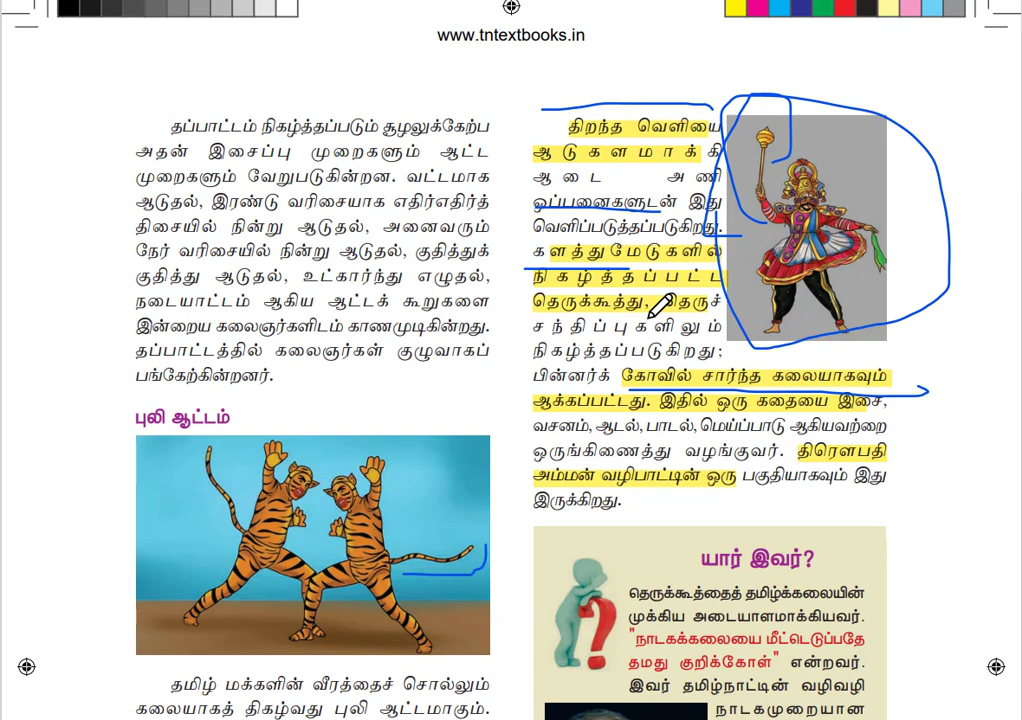 www.tntextbooks.in
தப்பாட்டம் நிகழ்த்தப்படும் சூழலுக்கேற்ப
அதன் இசைப்பு முறைகளும் ஆட்ட
முறைகளும் வேறுபடுகின்றன. வட்டமாக
ஆடுதல், இரண்டு வரிசையாக எதிர்எதிர்த்
திசையில் நின்று ஆடுதல், அனைவரும்
நேர் வரிசையில் நின்று ஆடுதல், குதித்துக்
குதித்து ஆடுதல், உட்கார்ந்து எழுதல்,
நடையாட்டம் ஆகிய ஆட்டக் கூறுகளை
இன்றைய கலைஞர்களிடம் காணமுடிகின்றது.
தப்பாட்டத்தில் கலைஞர்கள் குழுவாகப்
பங்கேற்கின்றனர்.
புலி ஆட்டம்
தமிழ் மக்களின் வீரத்தைச் சொல்லும்
கலையாகத் திகழ்வது புலி ஆட்டமாகும்.
திறந்த வெளியை
ஆடுகளமாக்கி
ஆடை அணி
ஒப்பனைகளுடன் இது
வெளிப்படுத்தப்படுகிறது.
களத்துமேடுகளில்
நிகழ்த்தப்பட்ட
தெருக்கூத்து, தெருச்
சந்திப்புகளிலும்
நிகழ்த்தப்படுகிறது;
பின்னர்க் கோவில் சார்ந்த கலையாகவும்
ஆக்கப்பட்டது. இதில் ஒரு கதையை இசை,
வசனம், ஆடல், பாடல், மெய்ப்பாடு ஆகியவற்றை
ஒருங்கிணைத்து வழங்குவர். திரௌபதி
அம்மன் வழிபாட்டின் ஒரு பகுதியாகவும் இது
இருக்கிறது.
யார் இவர்?
தெருக்கூத்தைத் தமிழ்க்கலையின்
முக்கிய அடையாளமாக்கியவர்.
"நாடகக்கலையை மீட்டெடுப்பதே
தமது குறிக்கோள்" என்றவர்.
இவர் தமிழ்நாட்டின் வழிவழி
நாடகமுறையான